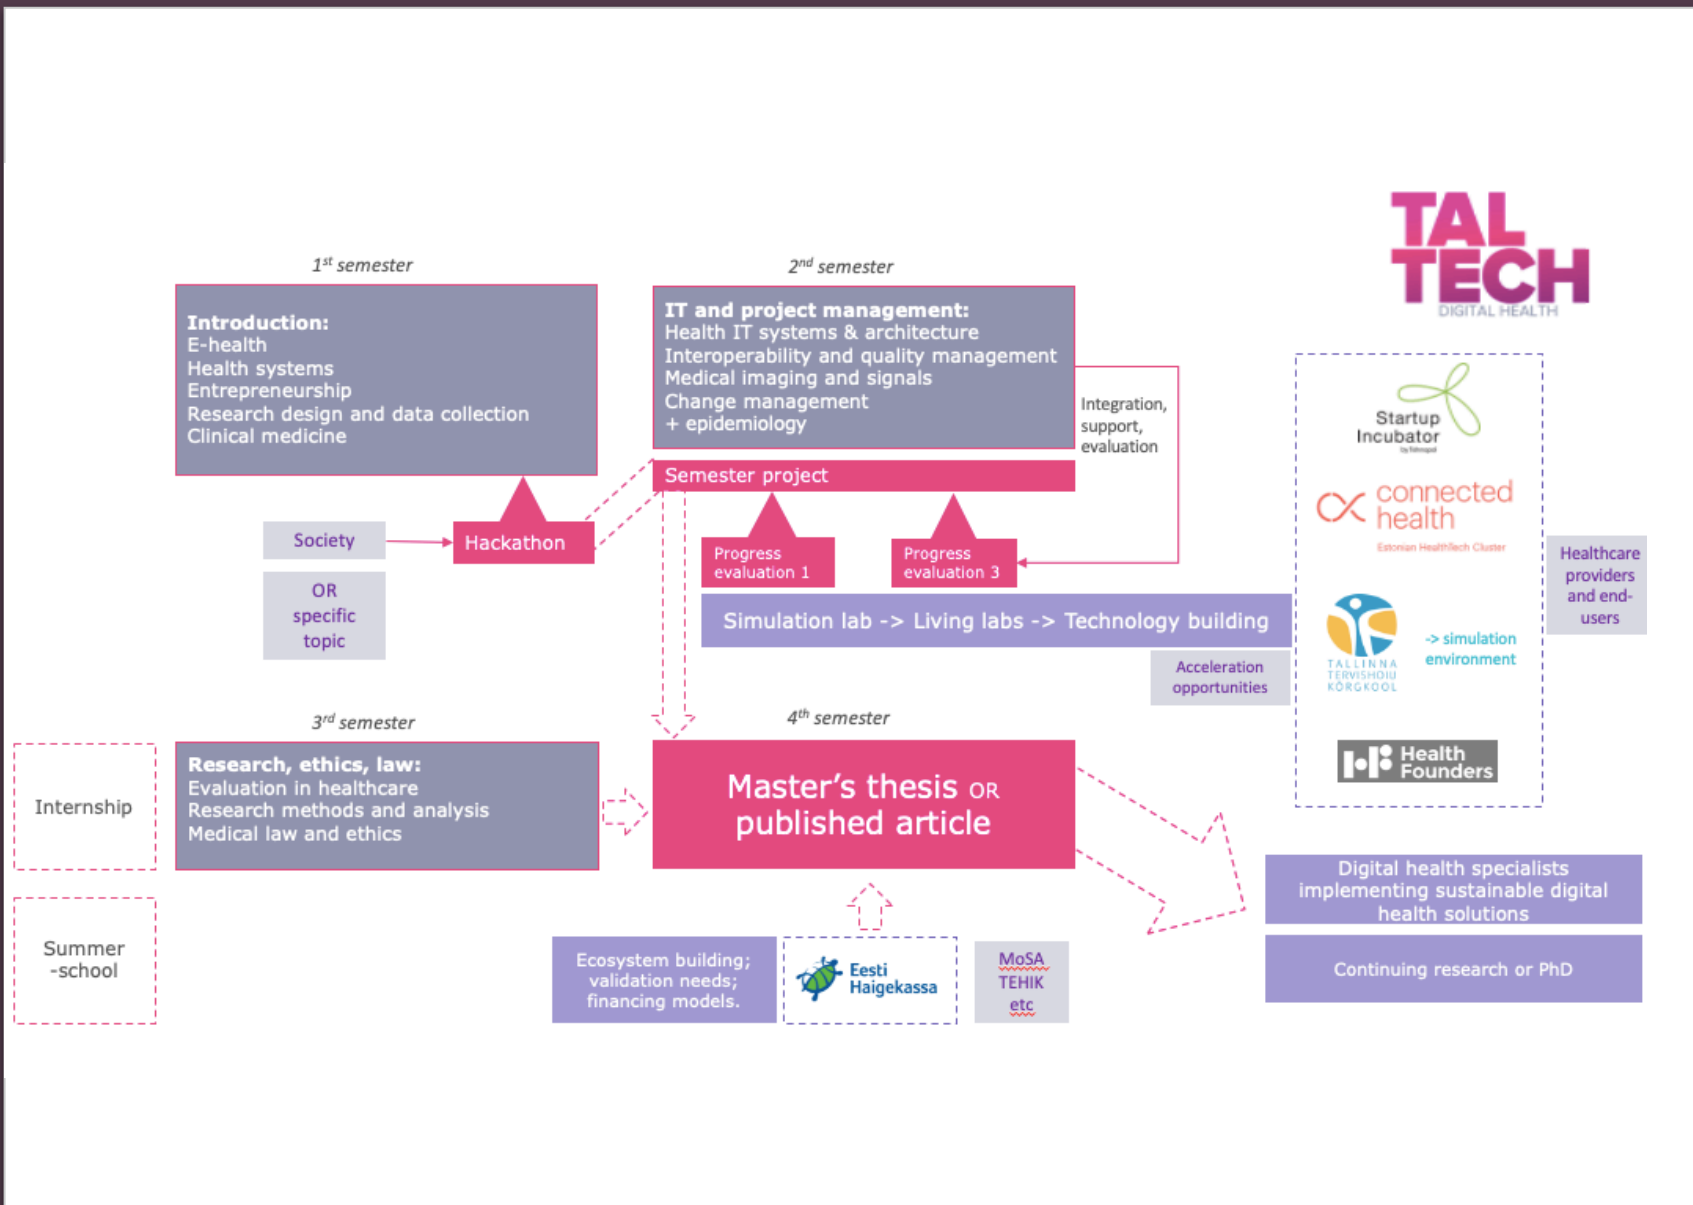 TAL
TECH
DIGITAL HEALTH
1st semester
Introduction:
E-health
Health systems
Entrepreneurship
Research design and data collection
Clinical medicine
2nd semester
IT and project management:
Health IT systems & architecture
Interoperability and quality management
Medical imaging and signals
Change management
+ epidemiology
Semester project
Integration,
support,
evaluation
Society
OR
specific
topic
Hackathon
Progress
evaluation 1
Progress
evaluation 3
Simulation lab -> Living labs -> Technology building
Acceleration
opportunities
Startup
Incubator
connected
health
Estonian HealthTech Cluster
TALLINNA
TERVISHOIU
KÕRGKOOL
-> simulation
environment
Health
Founders
Healthcare
providers
and end-
users
3rd semester
Research, ethics, law:
Evaluation in healthcare
Research methods and analysis
Medical law and ethics
4th semester
Master's thesis OR
published article
Internship
Summer
-school
Ecosystem building;
validation needs;
financing models.
Eesti
Haigekassa
MoSA
TEHIK
etc
Digital health specialists
implementing sustainable digital
health solutions
Continuing research or PhD